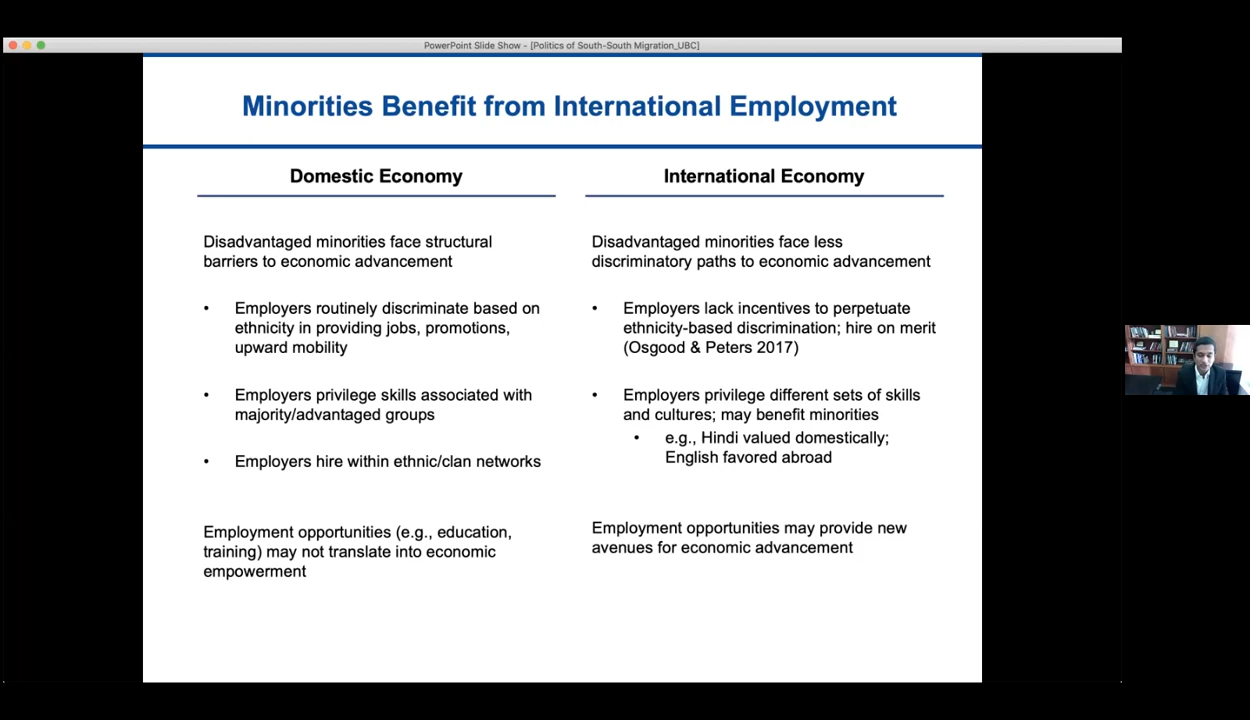 PowerPoint Slide Show - [Politics of South-South Migration_UBC]
Minorities Benefit from International Employment
Domestic Economy
Disadvantaged minorities face structural
barriers to economic advancement
• Employers routinely discriminate based on
ethnicity in providing jobs, promotions,
upward mobility
• Employers privilege skills associated with
majority/advantaged groups
• Employers hire within ethnic/clan networks
Employment opportunities (e.g., education,
training) may not translate into economic
empowerment
International Economy
Disadvantaged minorities face less
discriminatory paths to economic advancement
• Employers lack incentives to perpetuate
ethnicity-based discrimination; hire on merit
(Osgood & Peters 2017)
• Employers privilege different sets of skills
and cultures; may benefit minorities
• e.g., Hindi valued domestically;
English favored abroad
Employment opportunities may provide new
avenues for economic advancement